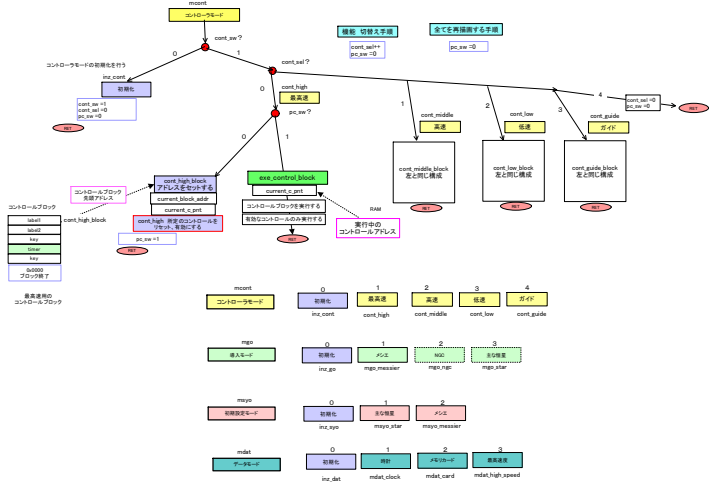 mcont
コントローラモード
cont_sw？
0
1
機能 切替え手順
cont_sel++
pc_sw =0
全てを再描画する手順
pc_sw =0
コントローラモードの初期化を行う
inz_cont
初期化
cont_sw =1
cont_sel =0
pc_sw =0
RET
cont_sel？
0
1
2
3
4
cont_high
最高速
pc_sw？
0
1
cont_middle
高速
cont_low
低速
cont_guide
ガイド
cont_sel =0
pc_sw =0
RET
cont_middle_block
左と同じ構成
RET
cont_low_block
左と同じ構成
RET
cont_guide_block
左と同じ構成
RET
cont_high_block
アドレスをセットする
current_block_addr
current_c_pnt
cont_high 所定のコントロールを
リセット、有効にする
pc_sw =1
RET
exe_control_block
current_c_pnt
コントロールブロックを実行する
有効なコントロールのみ実行する
RET
RAM
実行中の
コントロールアドレス
コントロールブロック
先頭アドレス
コントロールブロック
cont_high_block
label1
label2
key
timer
key
0x0000
ブロック終了
最高速用の
コントロールブロック
mcont
コントローラモード
0
初期化
inz_cont
1
最高速
cont_high
2
高速
cont_middle
3
低速
cont_low
4
ガイド
cont_guide
mgo
導入モード
0
初期化
inz_go
1
メシエ
mgo_messier
2
NGC
mgo_ngc
3
主な恒星
mgo_star
msyo
初期設定モード
0
初期化
inz_syo
1
主な恒星
msyo_star
2
メシエ
msyo_messier
mdat
データモード
0
初期化
inz_dat
1
時計
mdat_clock
2
メモリカード
mdat_card
3
最高速度
mdat_high_speed